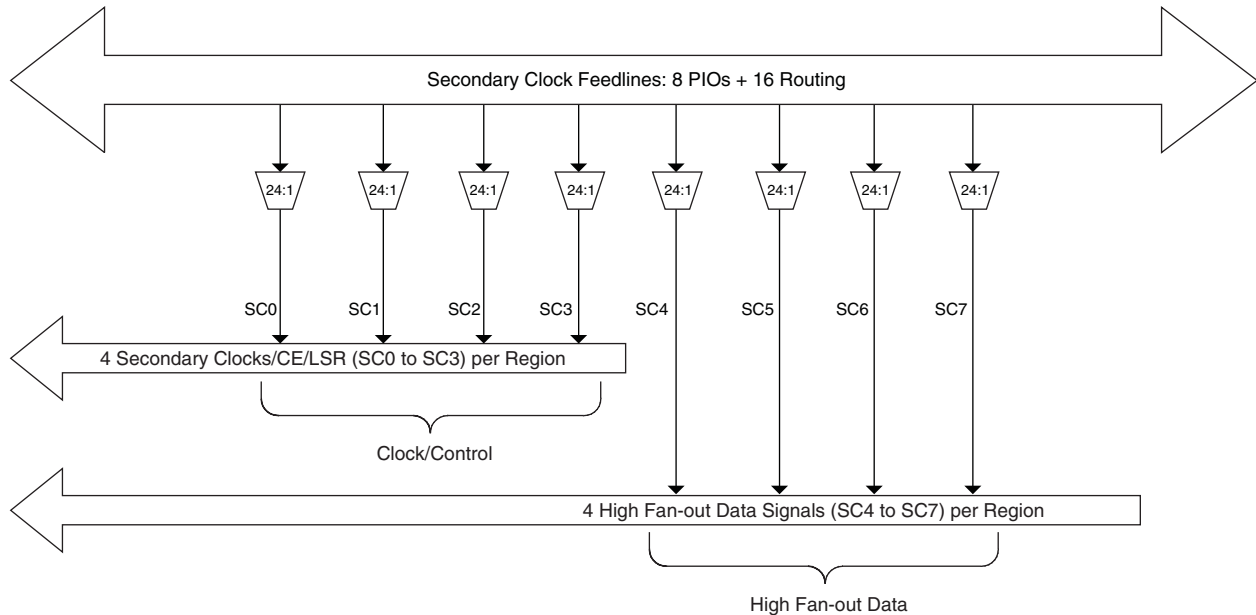 Secondary Clock Feedlines: 8 PIOs + 16 Routing
24:1 24:1 24:1 24:1 24:1 24:1 24:1 24:1
SC0 SC1 SC2 SC3 SC4 SC5 SC6 SC7
4 Secondary Clocks/CE/LSR (SC0 to SC3) per Region
Clock/Control
4 High Fan-out Data Signals (SC4 to SC7) per Region
High Fan-out Data